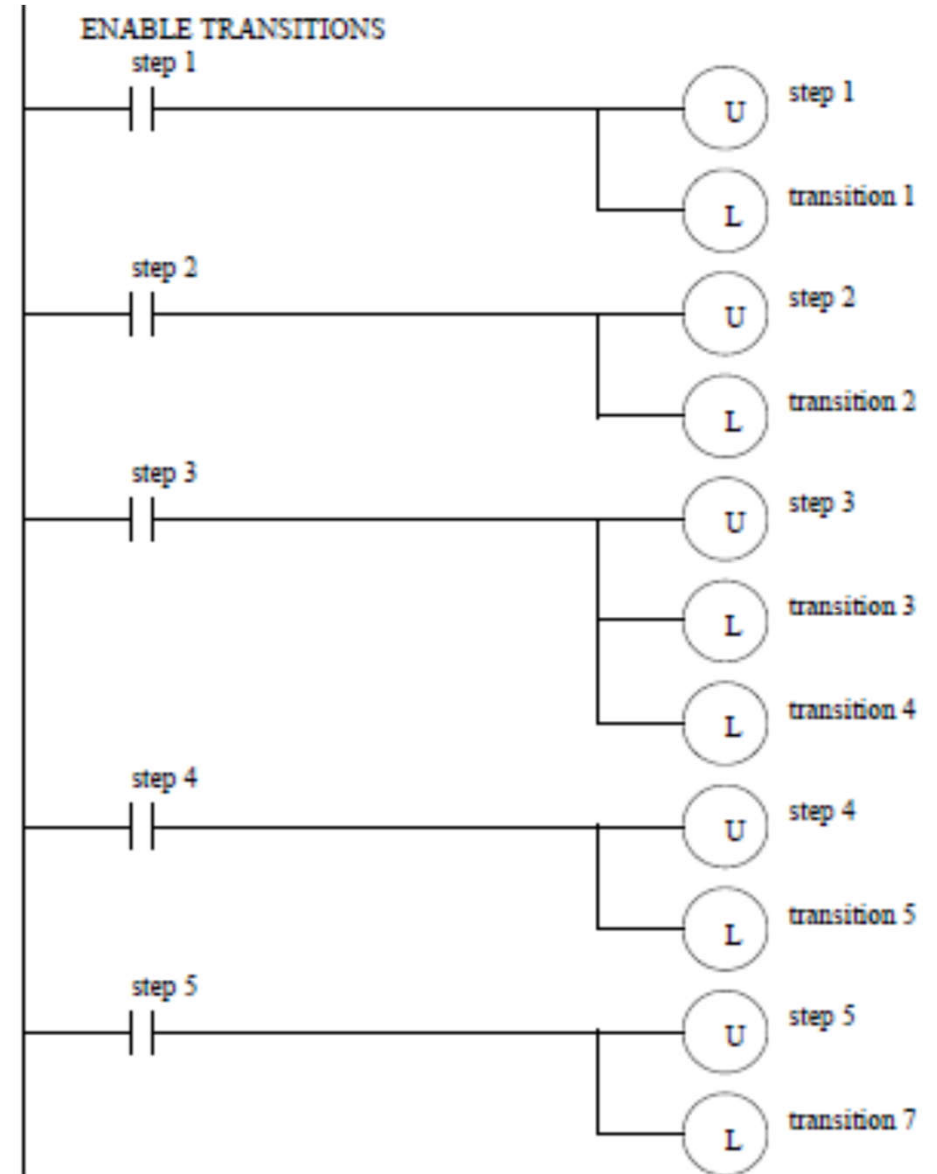 ENABLE TRANSITIONS
step 1
U
step 1
L
transition 1
step 2
U
step 2
L
transition 2
step 3
U
step 3
L
transition 3
L
transition 4
step 4
U
step 4
L
transition 5
step 5
U
step 5
L
transition 7